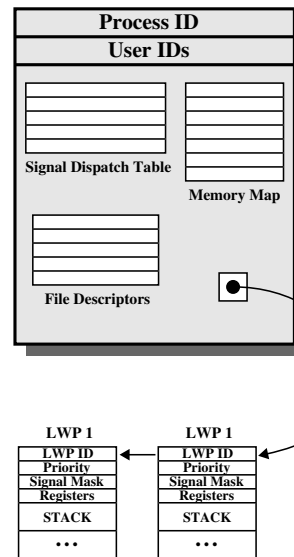 Process ID
User IDs
Signal Dispatch Table
Memory Map
File Descriptors
LWP 1
LWP ID
Priority
Signal Mask
Registers
STACK
...
LWP 1
LWP ID
Priority
Signal Mask
Registers
STACK
...